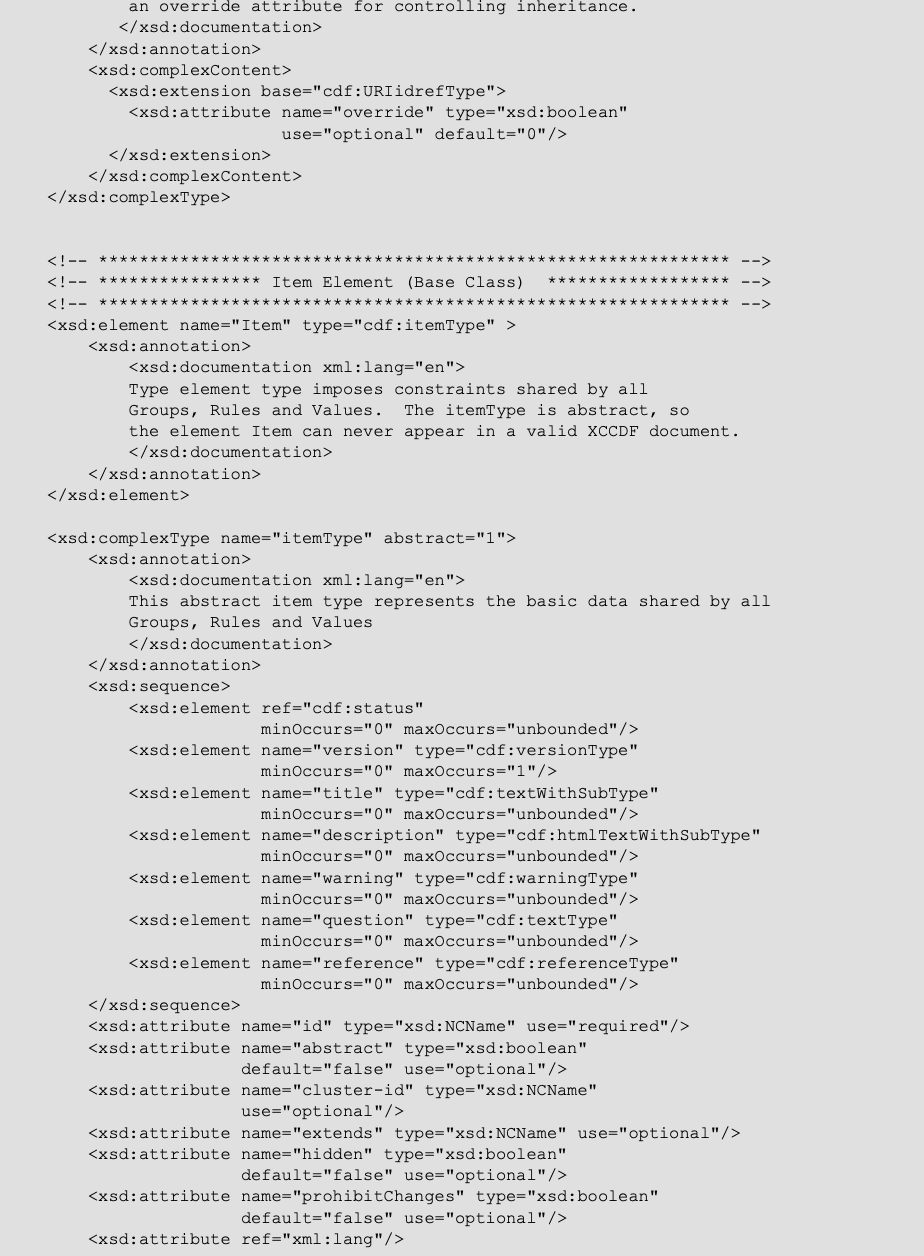 an override attribute for controlling inheritance.
       </xsd:documentation>
    </xsd:annotation>
    <xsd:complexContent>
      <xsd:extension base="cdf:URIidrefType">
        <xsd:attribute name="override" type="xsd:boolean"
                       use="optional" default="0"/>
      </xsd:extension>
    </xsd:complexContent>
</xsd:complexType>


<!-- ************************************************************** -->
<!-- **************** Item Element (Base Class)  ****************** -->
<!-- ************************************************************** -->
<xsd:element name="Item" type="cdf:itemType" >
    <xsd:annotation>
        <xsd:documentation xml:lang="en">
        Type element type imposes constraints shared by all
        Groups, Rules and Values.  The itemType is abstract, so
        the element Item can never appear in a valid XCCDF document.
        </xsd:documentation>
    </xsd:annotation>
</xsd:element>

<xsd:complexType name="itemType" abstract="1">
    <xsd:annotation>
        <xsd:documentation xml:lang="en">
        This abstract item type represents the basic data shared by all
        Groups, Rules and Values
        </xsd:documentation>
    </xsd:annotation>
    <xsd:sequence>
        <xsd:element ref="cdf:status"
                     minOccurs="0" maxOccurs="unbounded"/>
        <xsd:element name="version" type="cdf:versionType"
                     minOccurs="0" maxOccurs="1"/>
        <xsd:element name="title" type="cdf:textWithSubType"
                     minOccurs="0" maxOccurs="unbounded"/>
        <xsd:element name="description" type="cdf:htmlTextWithSubType"
                     minOccurs="0" maxOccurs="unbounded"/>
        <xsd:element name="warning" type="cdf:warningType"
                     minOccurs="0" maxOccurs="unbounded"/>
        <xsd:element name="question" type="cdf:textType"
                     minOccurs="0" maxOccurs="unbounded"/>
        <xsd:element name="reference" type="cdf:referenceType"
                     minOccurs="0" maxOccurs="unbounded"/>
    </xsd:sequence>
    <xsd:attribute name="id" type="xsd:NCName" use="required"/>
    <xsd:attribute name="abstract" type="xsd:boolean"
                   default="false" use="optional"/>
    <xsd:attribute name="cluster-id" type="xsd:NCName"
                   use="optional"/>
    <xsd:attribute name="extends" type="xsd:NCName" use="optional"/>
    <xsd:attribute name="hidden" type="xsd:boolean"
                   default="false" use="optional"/>
    <xsd:attribute name="prohibitChanges" type="xsd:boolean"
                   default="false" use="optional"/>
    <xsd:attribute ref="xml:lang"/>